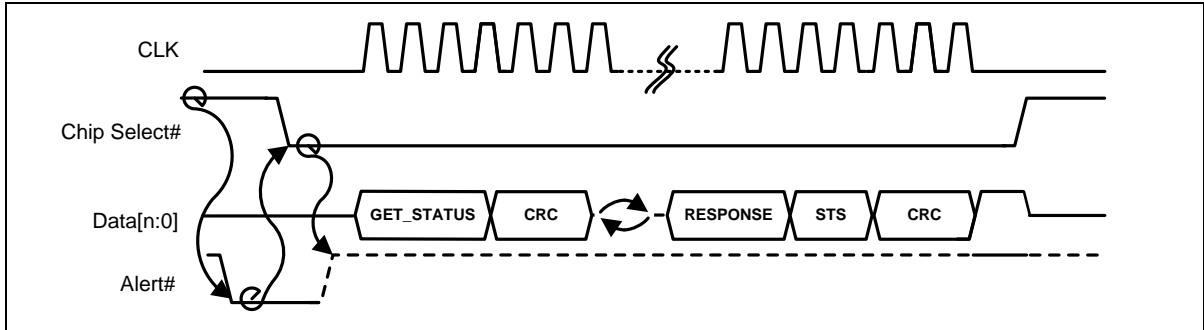 CLK
Chip Select#
Data[n:0]
GET_STATUS CRC RESPONSE STS CRC
Alert#